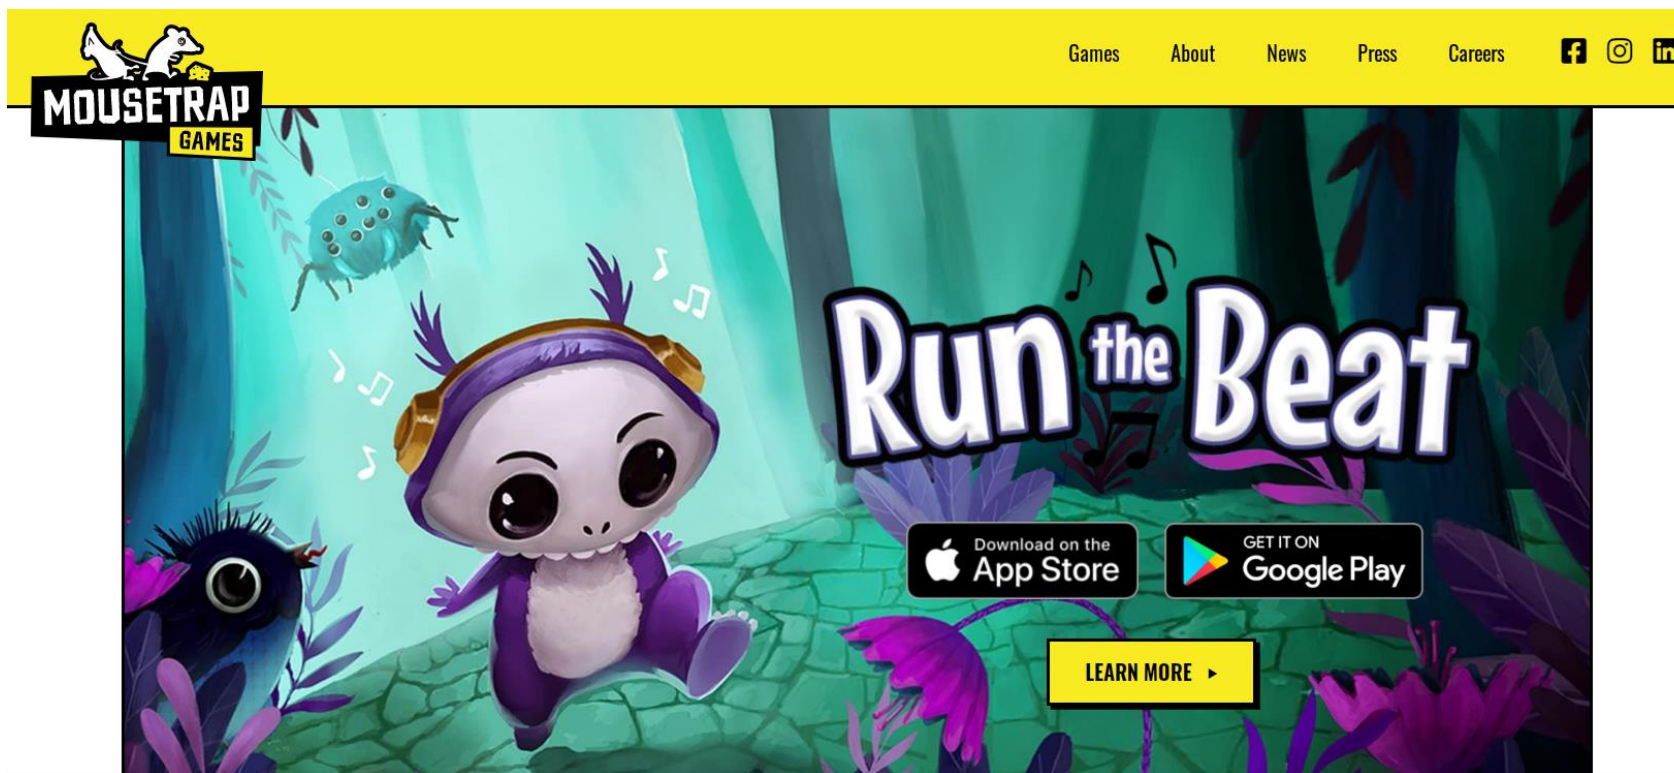 MOUSETRAP
GAMES
Games About News Press Careers
Run the Beat
Download on the
App Store
GET IT ON
Google Play
LEARN MORE